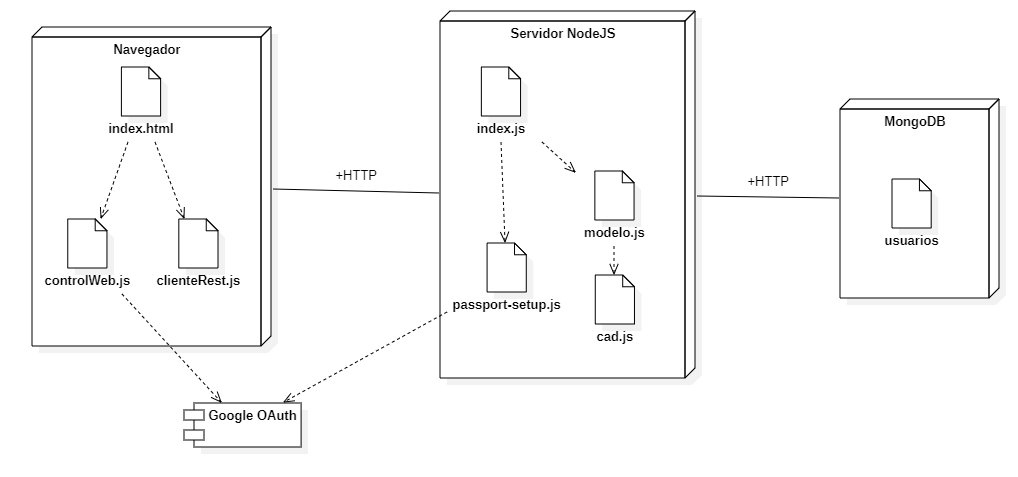 Navegador
index.html
controlWeb.js
clienteRest.js
+HTTP
Servidor NodeJS
index.js
modelo.js
passport-setup.js
cad.js
+HTTP
MongoDB
usuarios
Google OAuth